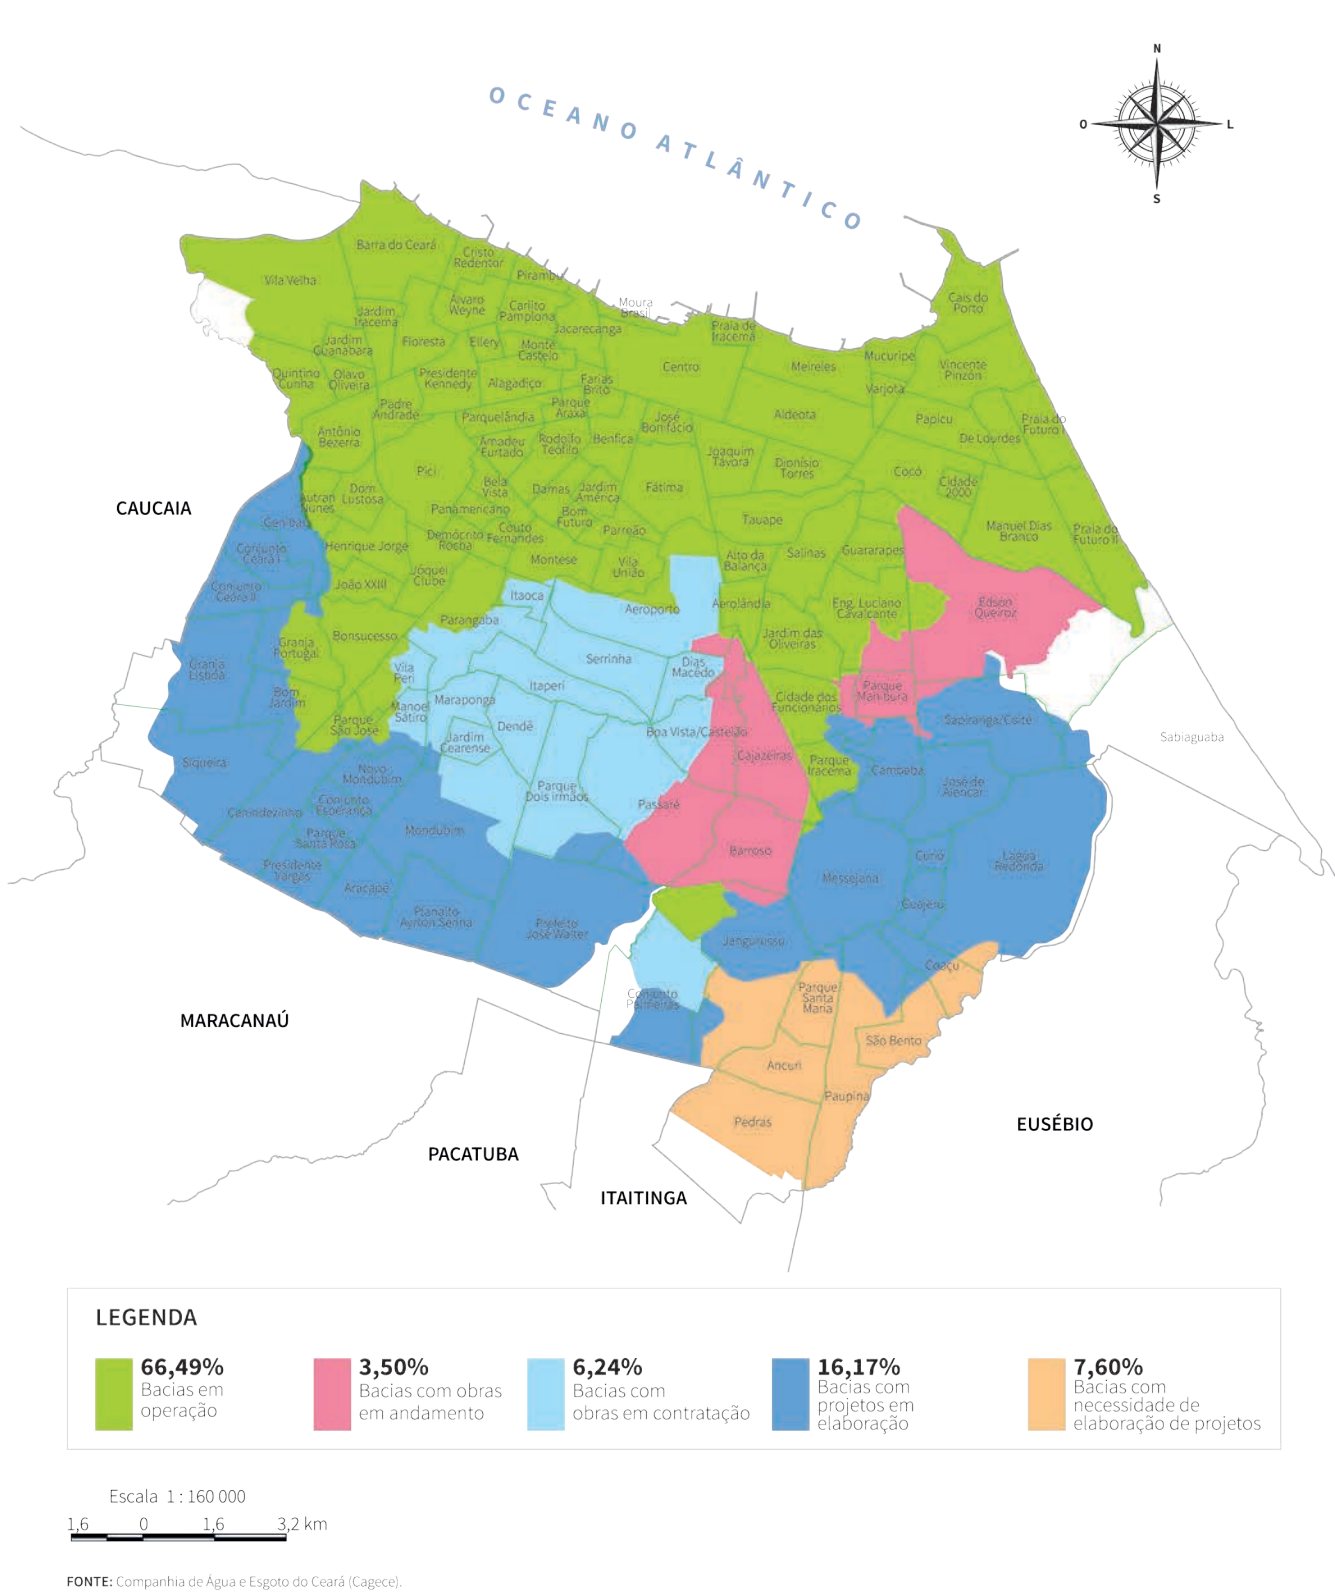 N
O
L
S
OCEANO ATLÂNTICO
Barra do Ceará
Cristo
Redentor
Pirambu
Vila Velha
Moura
Brasil
Cais do
Porto
Álvaro
Weyne
Carlito
Pamplona
Jardim
Iracema
Jacarecanga
Praia de
Iracema
Jardim
Guanabara
Floresta
Ellery
Monte
Castelo
Mucuripe
Centro
Meireles
Vincente
Pinzón
Quintino
Cunha
Olavo
Oliveira
Presidente
Kennedy
Alagadiço
Farias
Brito
Varjota
Padre
Andrade
Parquelândia
Parque
Araxá
José
Bonifácio
Aldeota
Papicu
Praia do
Futuro I
Antônio
Bezerra
Amadeu
Furtado
Rodolfo
Teófilo
Benfica
De Lourdes
Joaquim
Távora
Dionísio
Torres
Pici
Cocó
Cidade
2000
Autran
Nunes
Dom
Lustosa
Bela
Vista
Damas
Jardim
América
Fátima
CAUCAIA
Panamericano
Bom
Futuro
Genibaú
Demócrito
Rocha
Couto
Fernandes
Parreão
Tauape
Manuel Dias
Branco
Praia do
Futuro II
Conjunto
Ceará I
Henrique Jorge
Montese
Vila
União
Alto da
Balança
Salinas
Guararapes
Conjunto
Ceará II
João XXIII
Jóquei
Clube
Itaoca
Aeroporto
Aerolândia
Eng. Luciano
Cavalcante
Edson
Queiroz
Parangaba
Bonsucesso
Granja
Portugal
Jardim das
Oliveiras
Granja
Lisboa
Vila
Peri
Serrinha
Dias
Macêdo
Bom
Jardim
Manoel
Sátiro
Maraponga
Itaperi
Cidade dos
Funcionários
Parque
Manibura
Parque
São José
Jardim
Cearense
Dendê
Boa Vista/Castelão
Sapiranga/Coité
Sabiaguaba
Siqueira
Novo
Mondubim
Cajazeiras
Parque
Iracema
Cambeba
José de
Alencar
Canindezinho
Conjunto
Esperança
Parque
Dois irmãos
Passaré
Parque
Santa Rosa
Mondubim
Barroso
Curió
Lagoa
Redonda
Presidente
Vargas
Aracapé
Messejana
Guajeru
Planalto
Ayrton Senna
Prefeito
José Walter
Jangurussu
Coaçu
Conjunto
Palmeiras
Parque
Santa
Maria
MARACANAÚ
São Bento
Ancuri
Paupina
Pedras
EUSÉBIO
PACATUBA
ITAITINGA
LEGENDA
66,49%
Bacias em
operação
3,50%
Bacias com obras
em andamento
6,24%
Bacias com
obras em contratação
16,17%
Bacias com
projetos em
elaboração
7,60%
Bacias com
necessidade de
elaboração de projetos
Escala 1 : 160 000
1,6 0 1,6 3,2 km
FONTE: Companhia de Água e Esgoto do Ceará (Cagece).